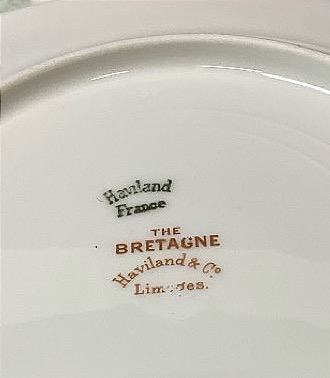 Haviland
France
THE
BRETAGNE
Haviland & Co
Limoges.